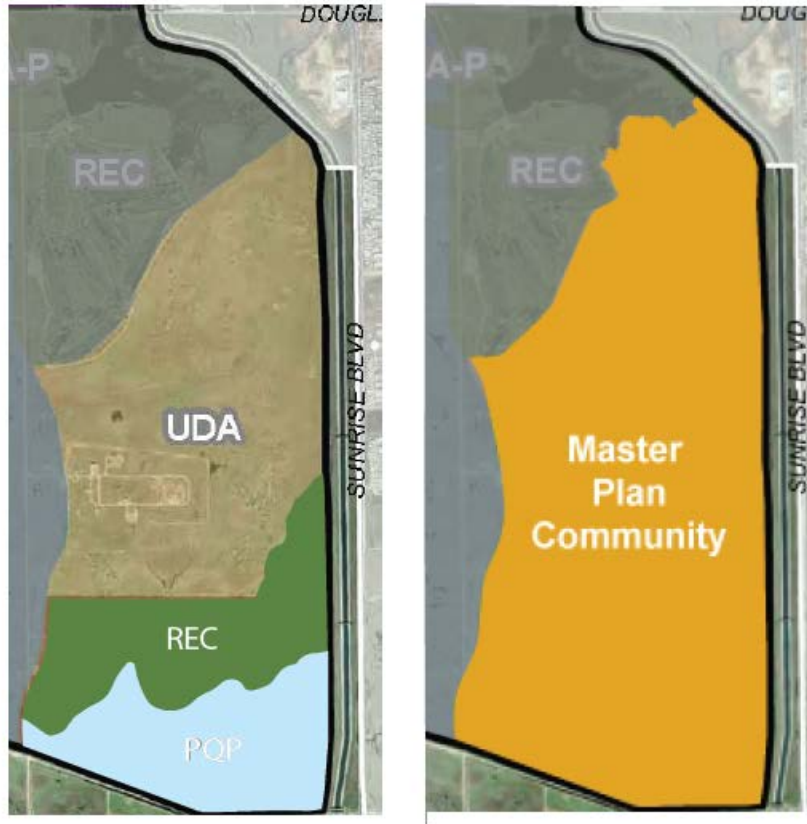 DOUGL
A-P
REC
UDA
SUNRISE BLVD
REC
PQP
DOUG
A-P
REC
SUNRISE BLVD
Master
Plan
Community